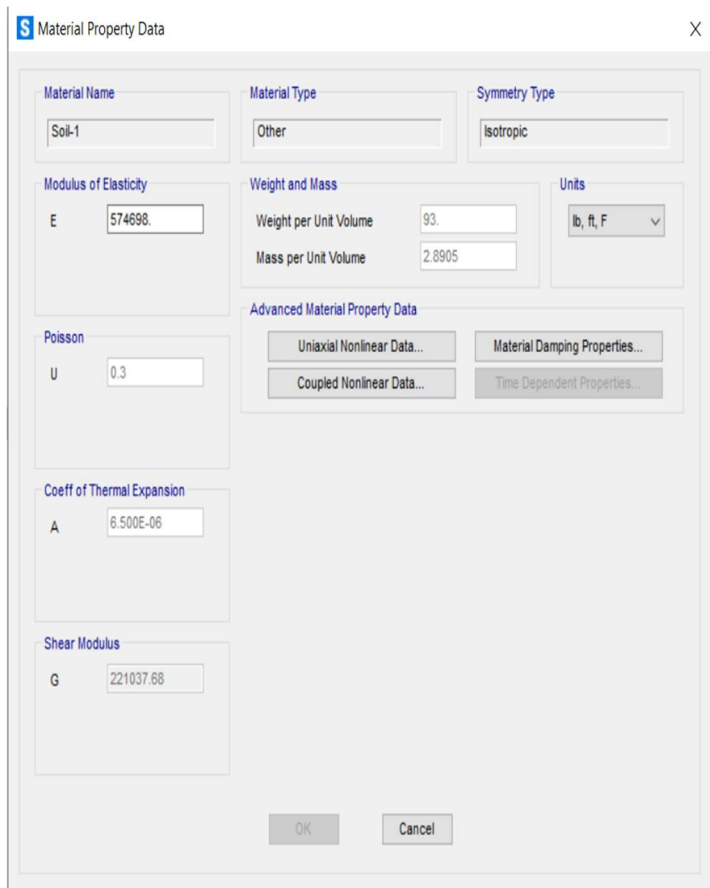 S Material Property Data X
Material Name Material Type Symmetry Type
Soil-1 Other Isotropic
Modulus of Elasticity Weight and Mass Units
E 574698. Weight per Unit Volume 93. lb, ft, F
Mass per Unit Volume 2.8905
Advanced Material Property Data
Poisson Uniaxial Nonlinear Data... Material Damping Properties...
U 0.3 Coupled Nonlinear Data... Time Dependent Properties...
Coeff of Thermal Expansion
A 6.500E-06
Shear Modulus
G 221037.68
OK Cancel